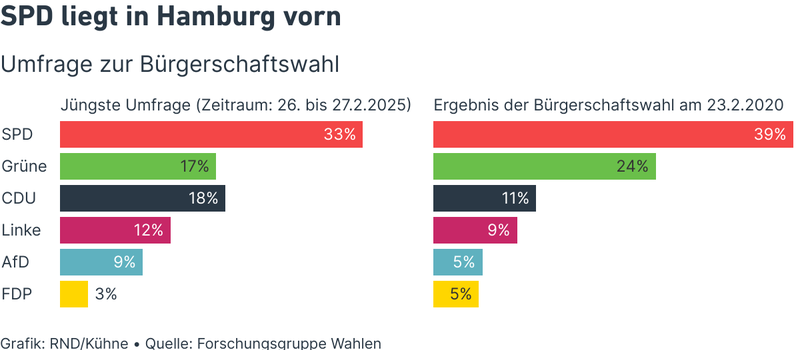 SPD liegt in Hamburg vorn
Umfrage zur Bürgerschaftswahl
Jüngste Umfrage (Zeitraum: 26. bis 27.2.2025) Ergebnis der Bürgerschaftswahl am 23.2.2020
SPD 33% 39%
Grüne 17% 24%
CDU 18% 11%
Linke 12% 9%
AfD 9% 5%
FDP 3% 5%
Grafik: RND/Kühne • Quelle: Forschungsgruppe Wahlen